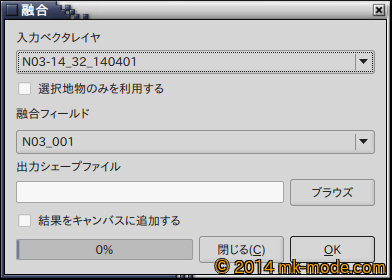 融合
入力ベクタレイヤ
N03-14_32_140401
選択地物のみを利用する
融合フィールド
N03_001
出力シェープファイル
ブラウズ
結果をキャンバスに追加する
0%
閉じる(C)
OK
© 2014 mk-mode.com